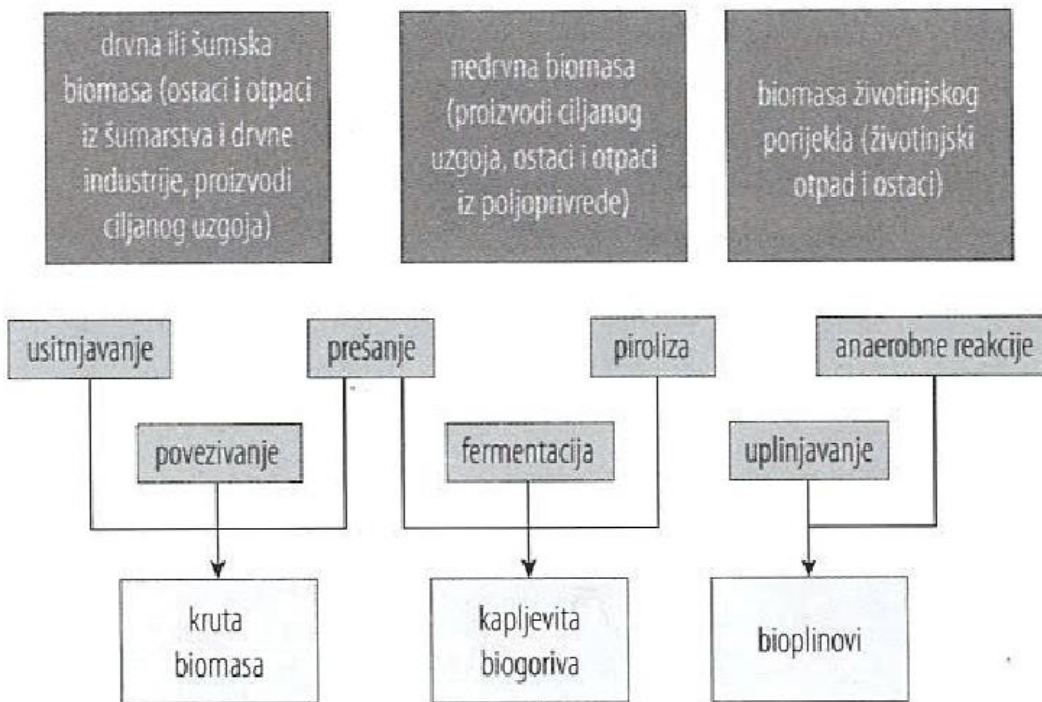 drvna ili šumska
biomasa (ostaci i otpaci
iz šumarstva i drvne
industrije, proizvodi
ciljanog uzgoja)
nedrvna biomasa
(proizvodi ciljanog
uzgoja, ostaci i otpaci
iz poljoprivrede)
biomasa životinjskog
porijekla (životinjski
otpad i ostaci)
usitnjavanje
prešanje
piroliza
anaerobne reakcije
povezivanje
fermentacija
uplinjavanje
kruta
biomasa
kapljevita
biogoriva
bioplinovi